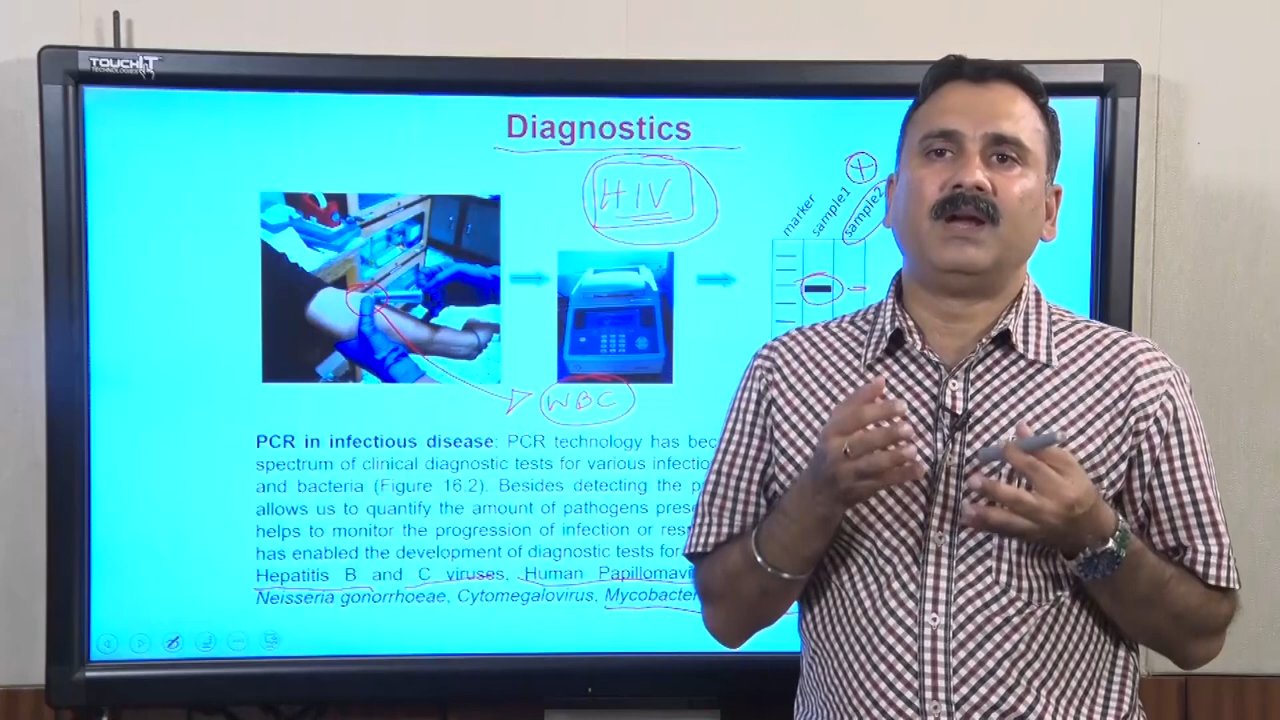 TOUCHIT
TECHNOLOGIES
Diagnostics
HIV
marker
sample1
sample2
+
WBC
PCR in infectious disease: PCR technology has bec
spectrum of clinical diagnostic tests for various infectio
and bacteria (Figure 16.2). Besides detecting the p
allows us to quantify the amount of pathogens prese
helps to monitor the progression of infection or res
has enabled the development of diagnostic tests for
Hepatitis B and C viruses, Human Papillomavi
Neisseria gonorrhoeae, Cytomegalovirus, Mycobacter